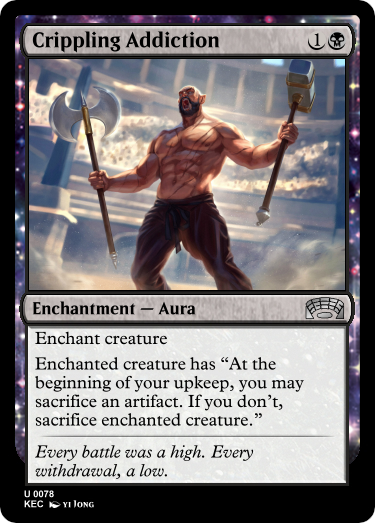 Crippling Addiction 1
Enchantment — Aura
Enchant creature
Enchanted creature has “At the
beginning of your upkeep, you may
sacrifice an artifact. If you don’t,
sacrifice enchanted creature.”
Every battle was a high. Every
withdrawal, a low.
U 0078
KEC YI JONG